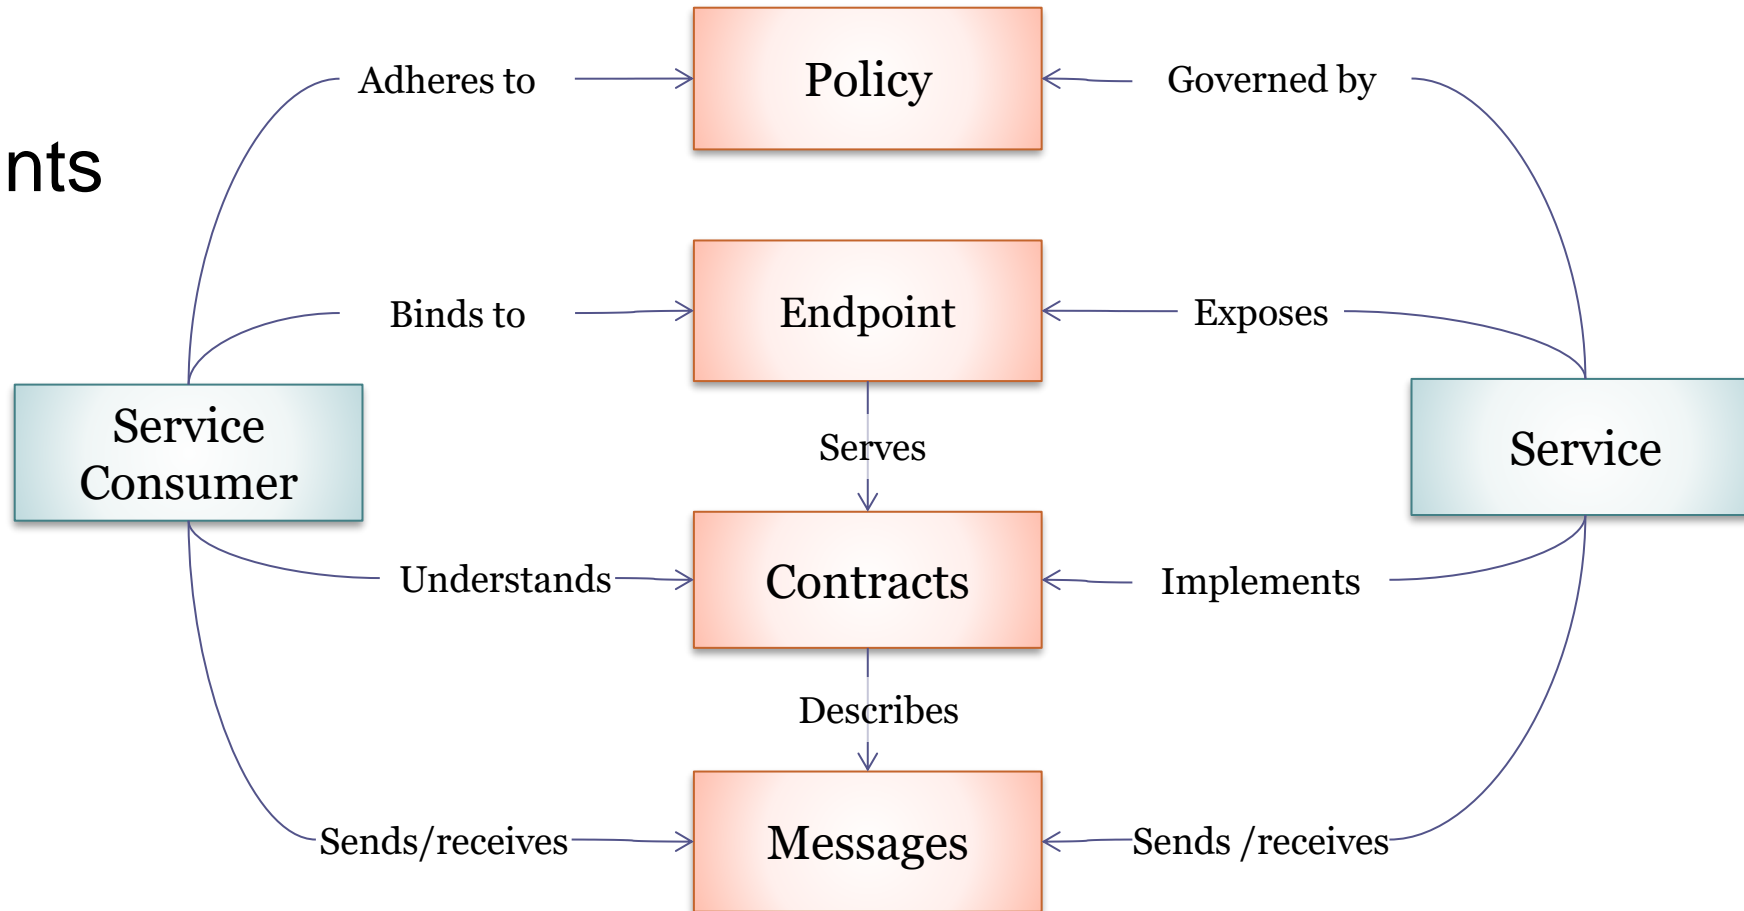 nts
Adheres to
Policy
Governed by
Binds to
Endpoint
Exposes
Service
Consumer
Serves
Service
Understands
Contracts
Implements
Describes
Sends/receives
Messages
Sends /receives